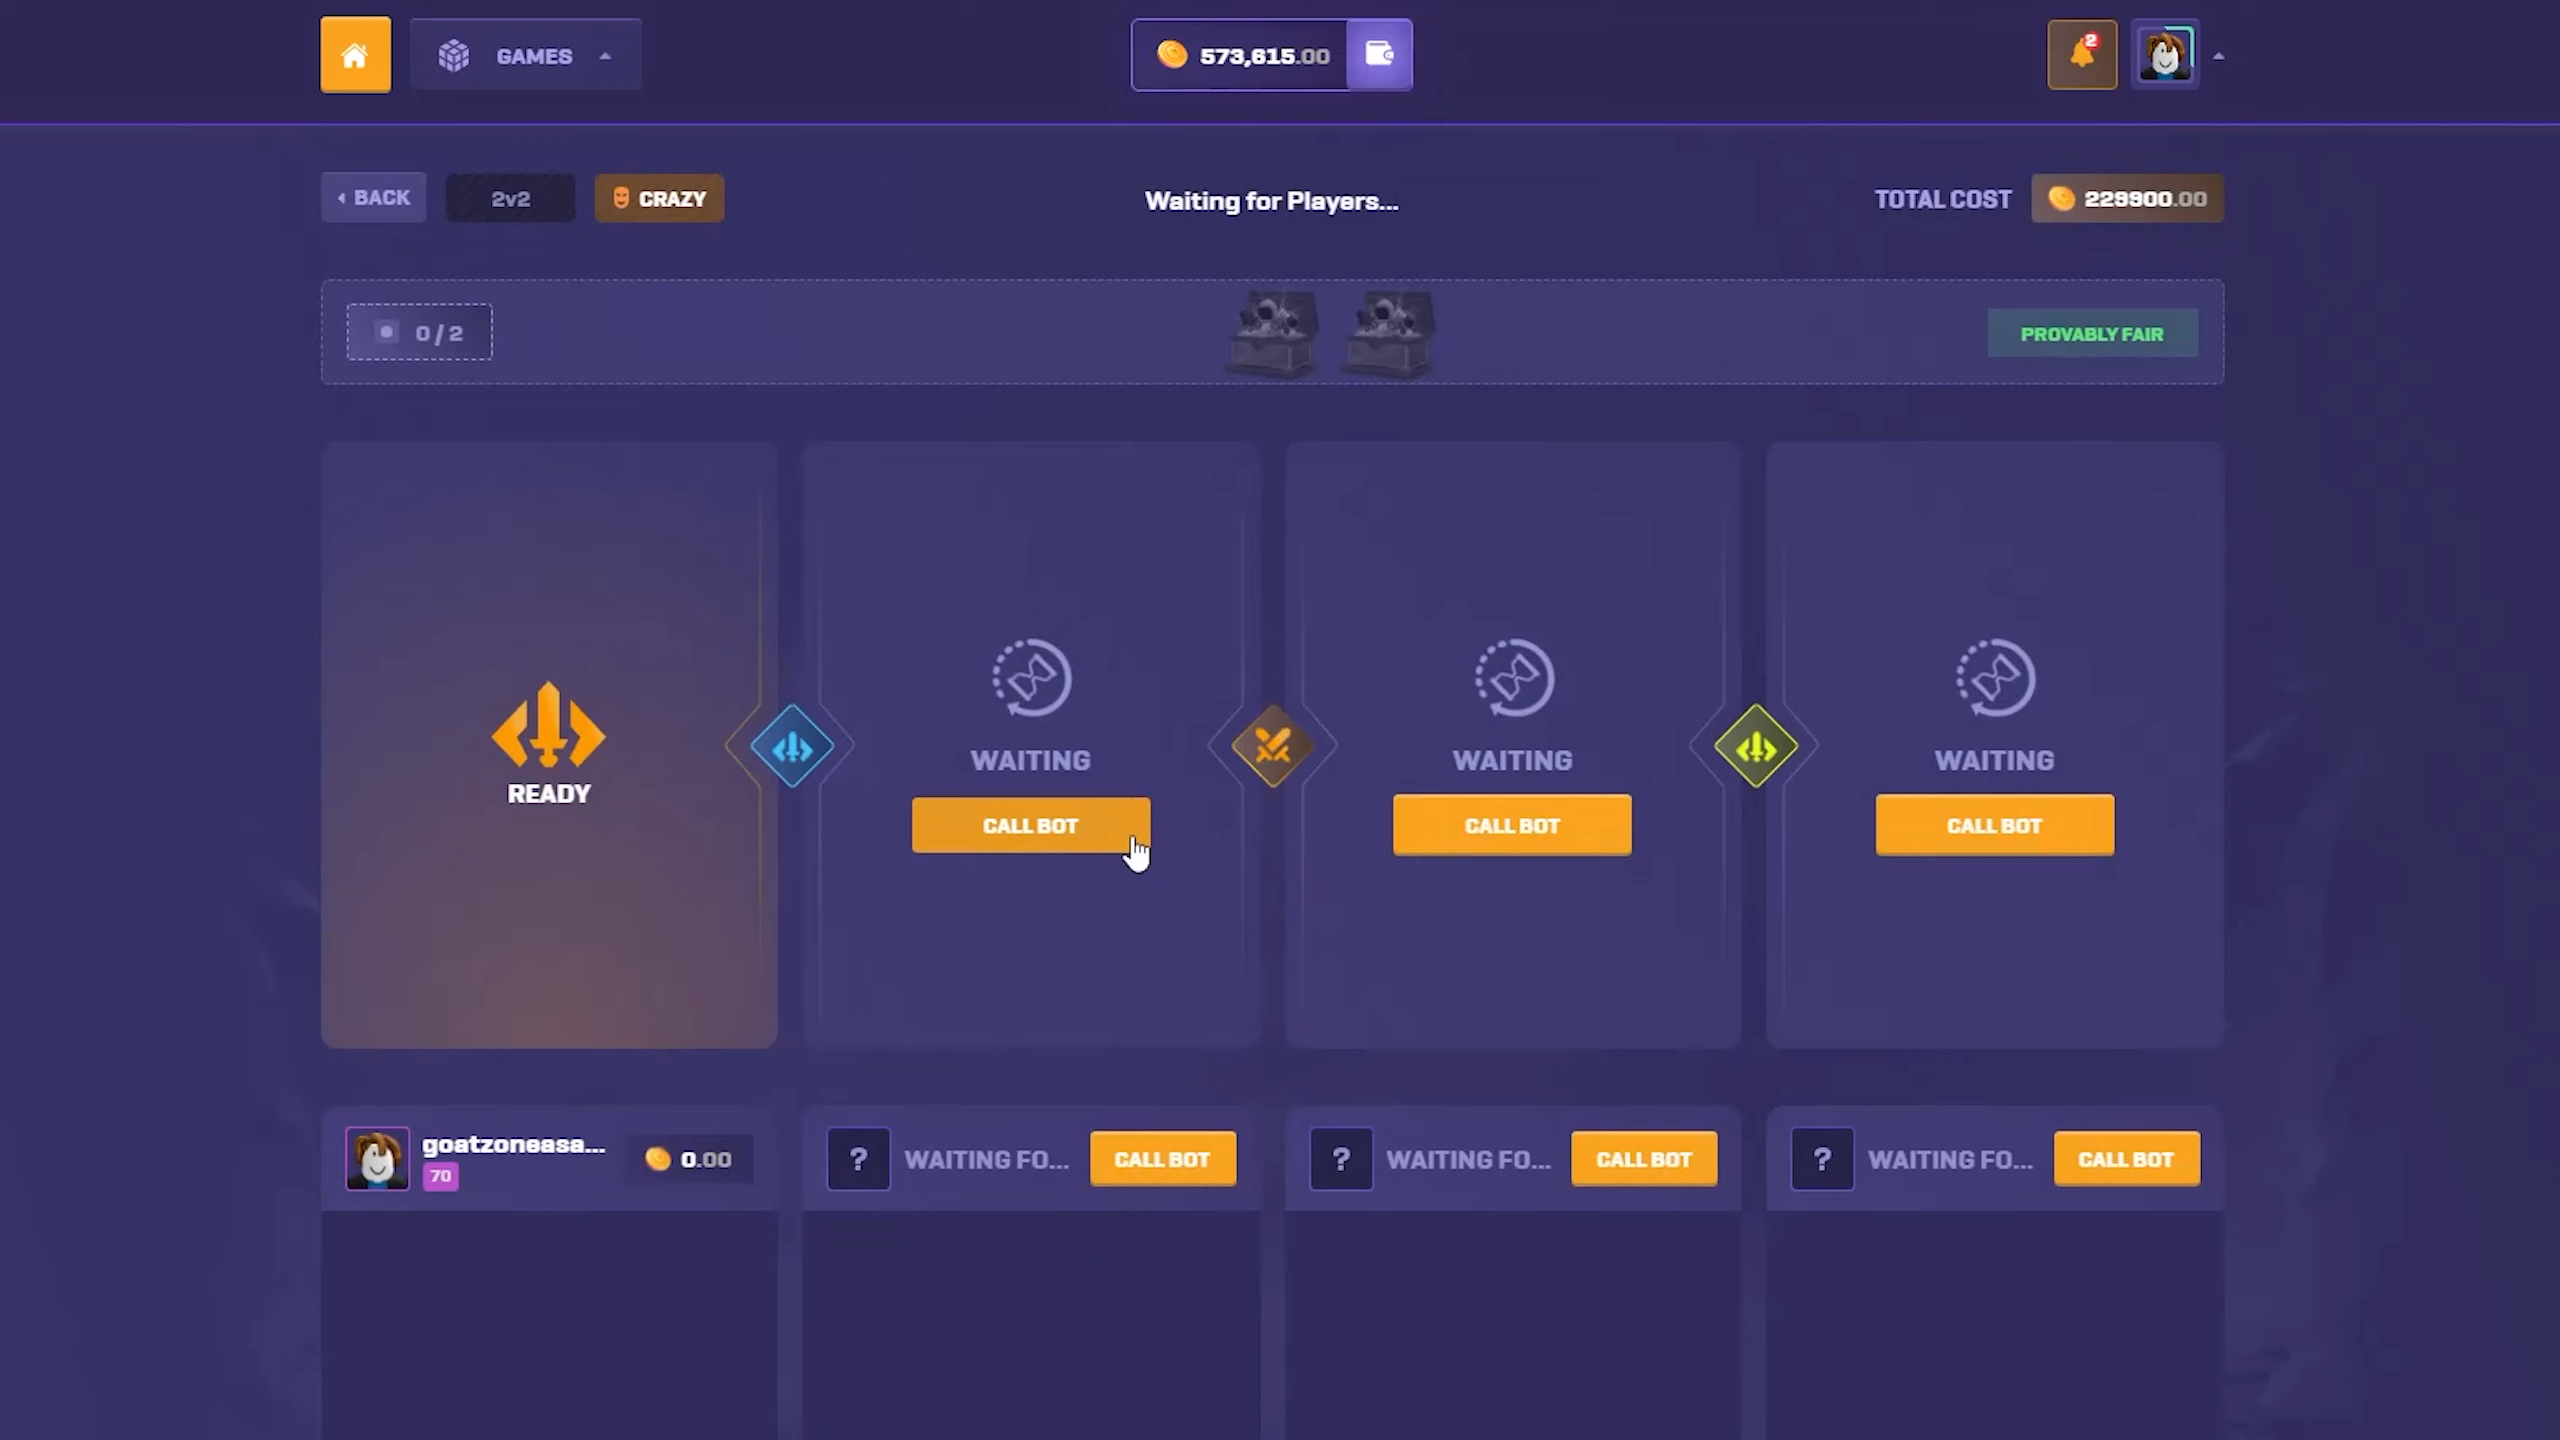 GAMES
573,615.00
2
BACK
2v2
CRAZY
Waiting for Players...
TOTAL COST
229900.00
0 / 2
PROVABLY FAIR
READY
WAITING
CALL BOT
WAITING
CALL BOT
WAITING
CALL BOT
goatzoneasa...
70
0.00
?
WAITING FO...
CALL BOT
?
WAITING FO...
CALL BOT
?
WAITING FO...
CALL BOT